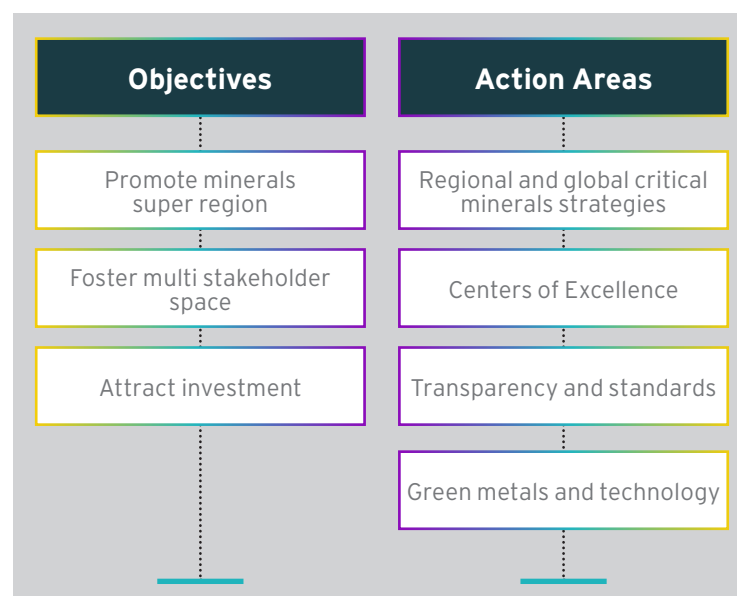 Objectives
Promote minerals
super region
Foster multi stakeholder
space
Attract investment
Action Areas
Regional and global critical
minerals strategies
Centers of Excellence
Transparency and standards
Green metals and technology